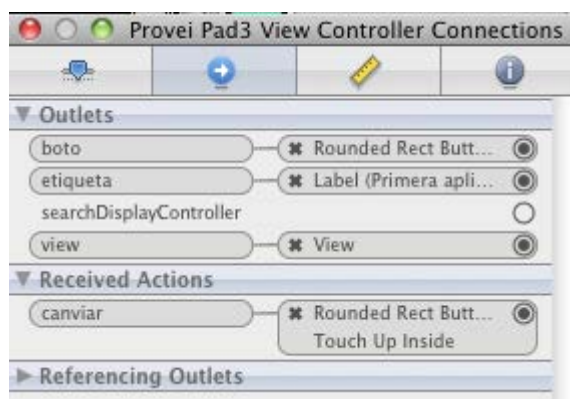 Provei Pad3 View Controller Connections
Outlets
boto Rounded Rect Butt...
etiqueta Label (Primera apli...
searchDisplayController
view View
Received Actions
canviar Rounded Rect Butt...
Touch Up Inside
Referencing Outlets